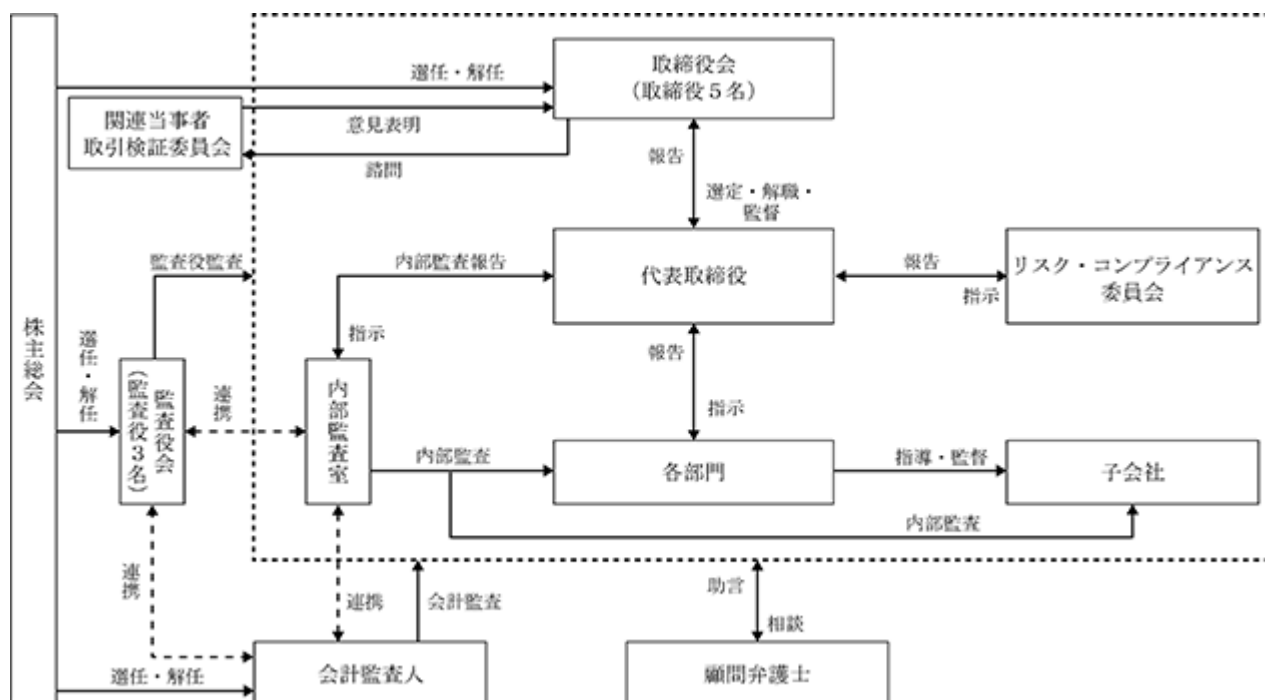 取締役会
(取締役5名)
選任・解任
関連当事者
取引検証委員会
意見表明
諮問
報告
選定・解職・
監督
監査役監査
内部監査報告
代表取締役
報告
指示
リスク・コンプライアンス
委員会
株主総会
選任・解任
指示
報告
監査役会
(監査役3名)
連携
内部監査室
指示
内部監査
各部門
指導・監督
子会社
内部監査
連携
連携
会計監査
助言
相談
選任・解任
会計監査人
顧問弁護士